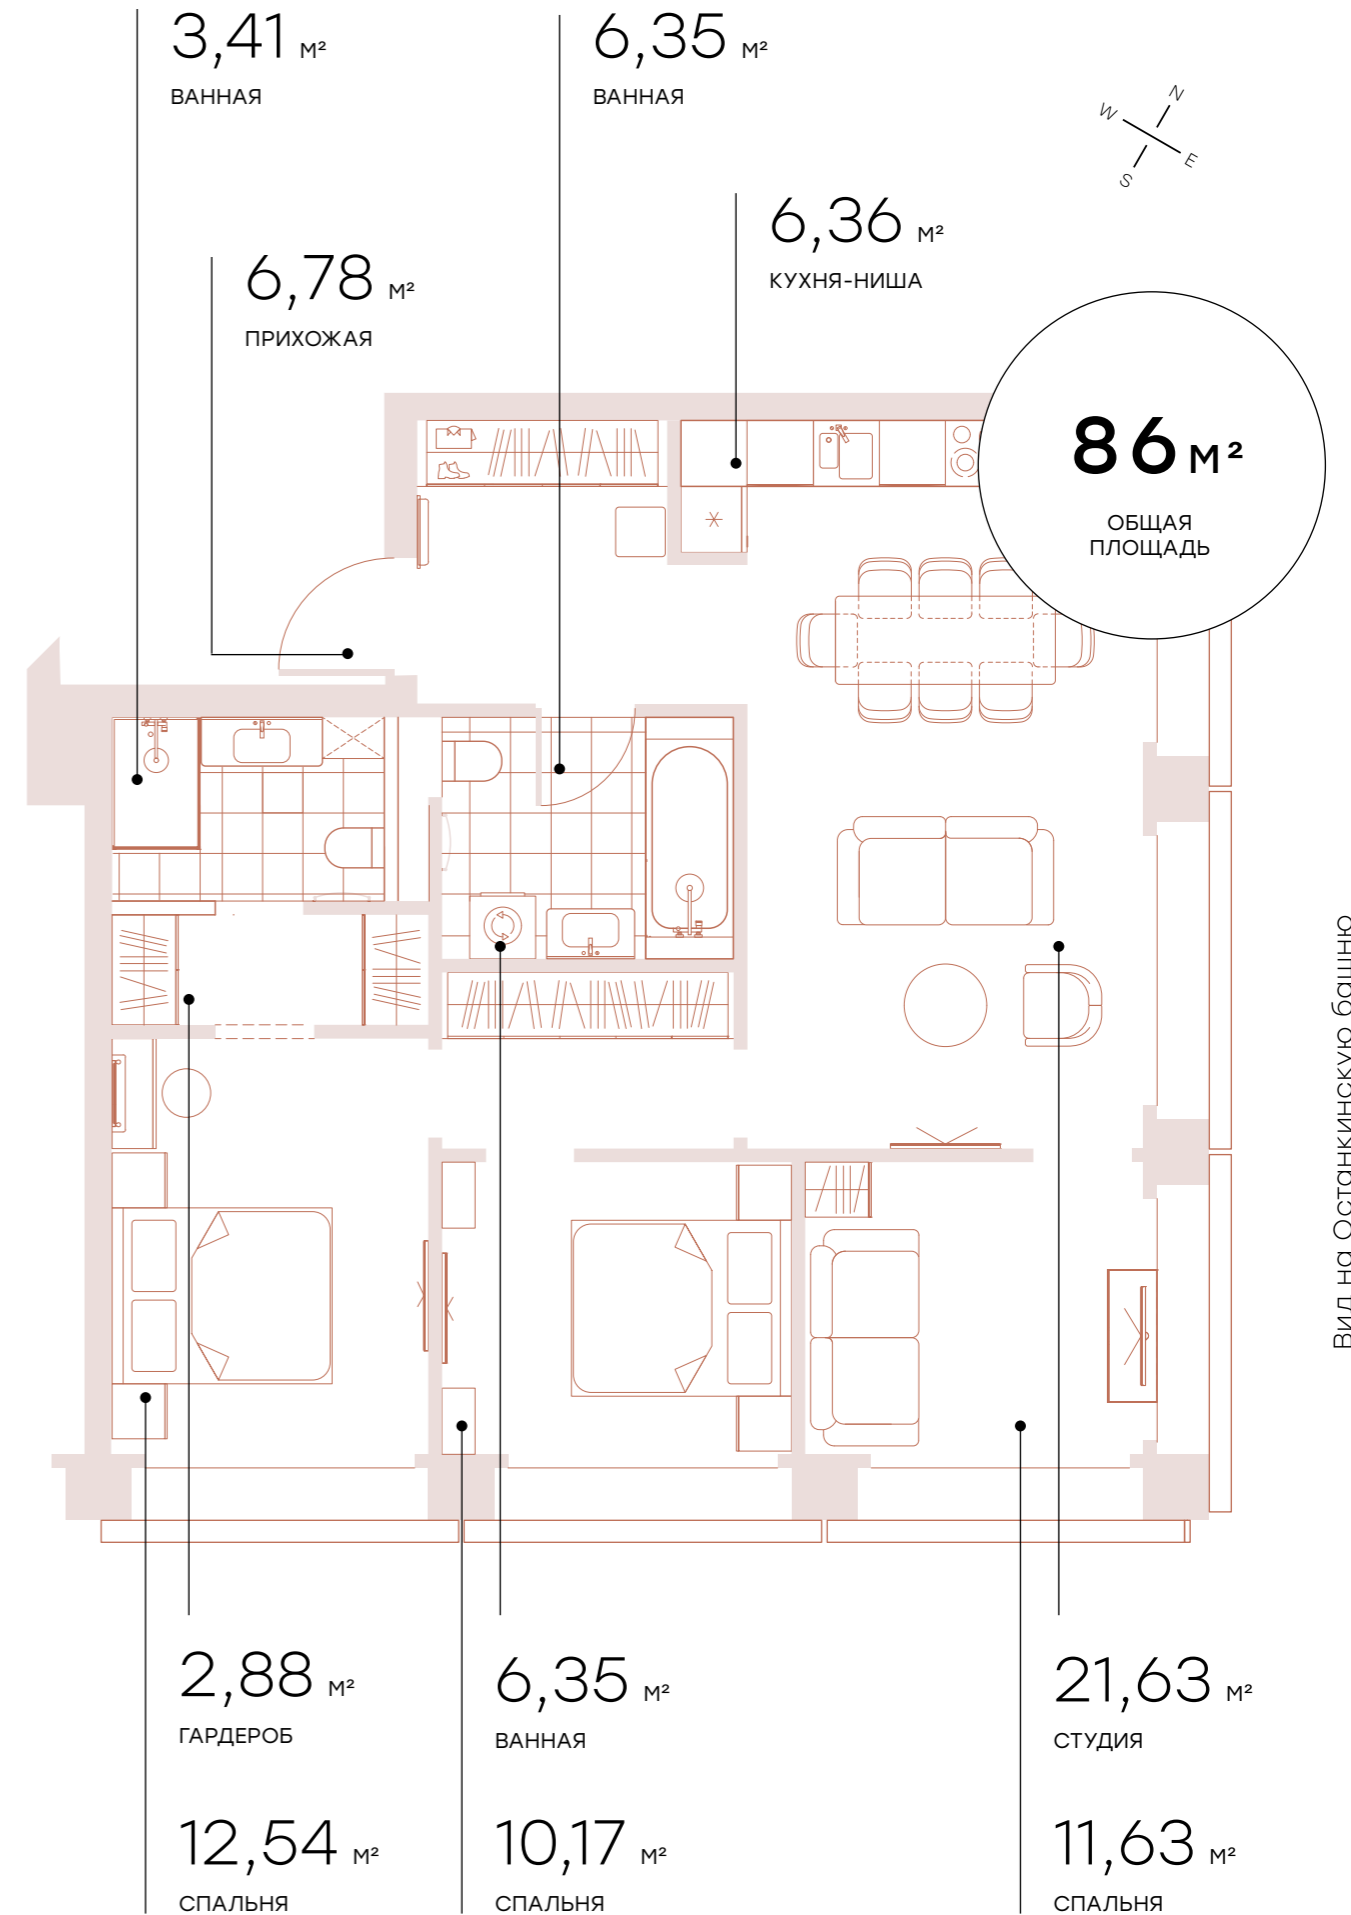 3,41 м²
ВАННАЯ
6,35 м²
ВАННАЯ
N
W
E
S
6,36 м²
КУХНЯ-НИША
6,78 м²
ПРИХОЖАЯ
86 м²
ОБЩАЯ
ПЛОЩАДЬ
Вид на Останкинскую башню
2,88 м²
ГАРДЕРОБ
6,35 м²
ВАННАЯ
21,63 м²
СТУДИЯ
12,54 м²
СПАЛЬНЯ
10,17 м²
СПАЛЬНЯ
11,63 м²
СПАЛЬНЯ